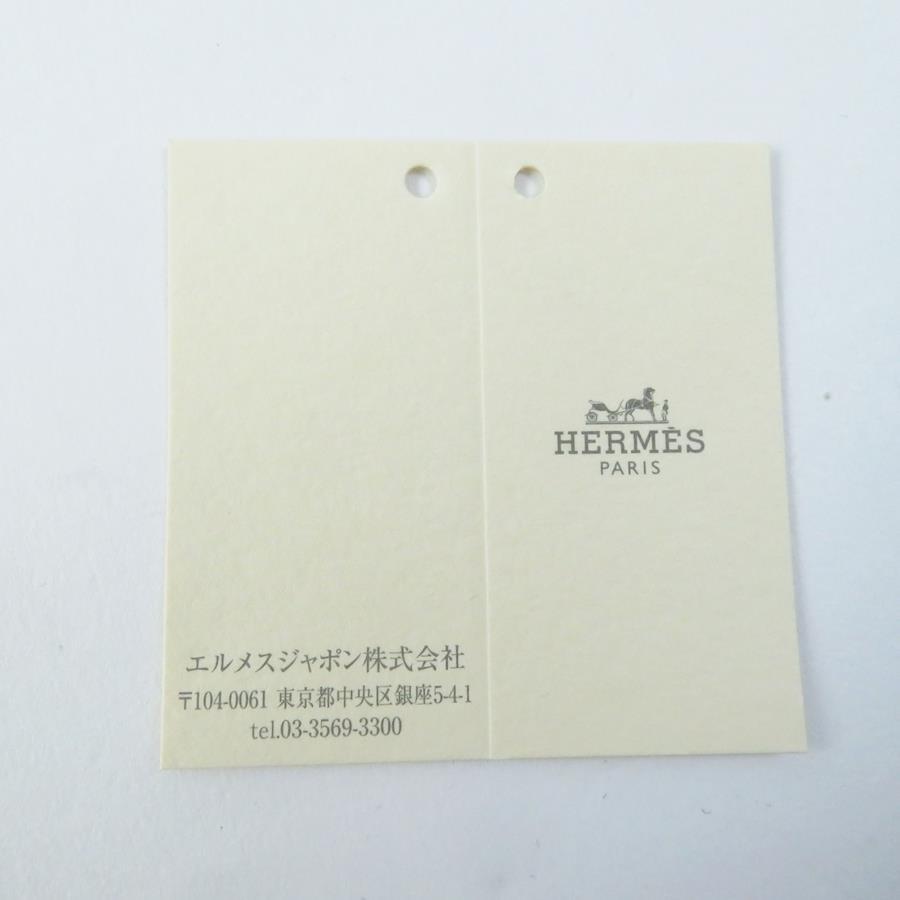 エルメスジャポン株式会社
〒104-0061 東京都中央区銀座5-4-1
tel.03-3569-3300
HERMÈS
PARIS